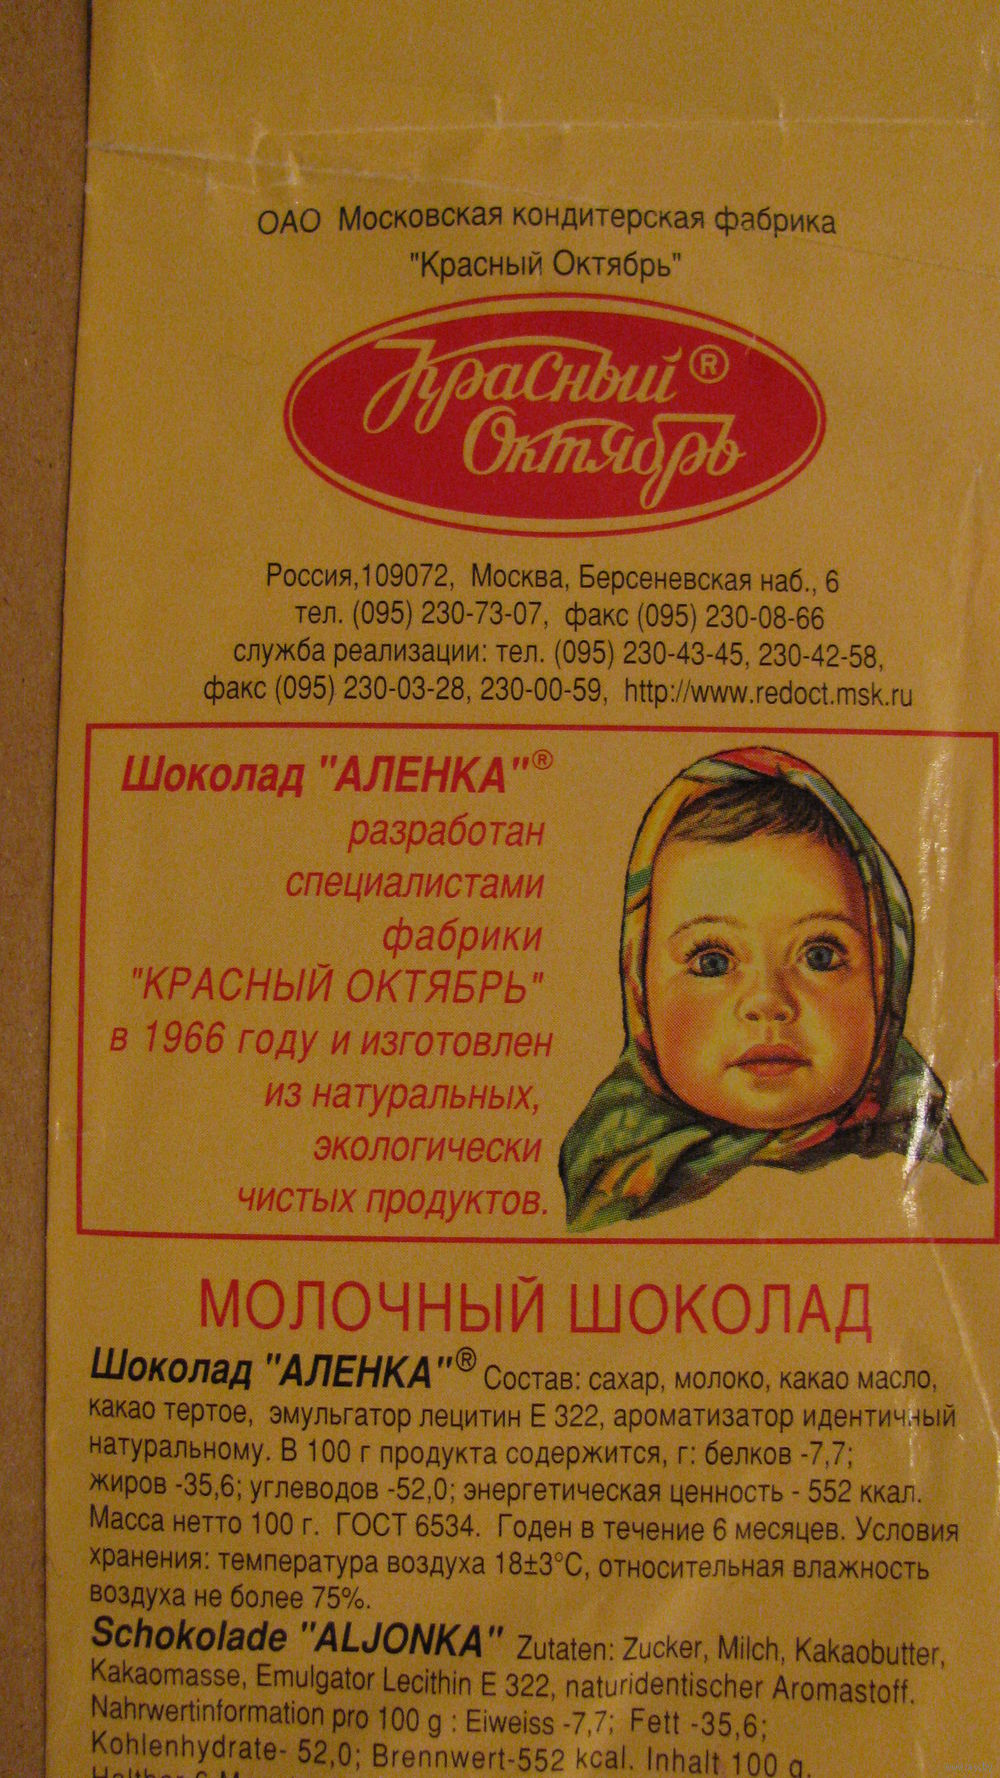 ОАО Московская кондитерская фабрика
"Красный Октябрь"
Красный ®
Октябрь
Россия,109072, Москва, Берсеневская наб., 6
тел. (095) 230-73-07, факс (095) 230-08-66
служба реализации: тел. (095) 230-43-45, 230-42-58,
факс (095) 230-03-28, 230-00-59, http://www.redoct.msk.ru
Шоколад "АЛЕНКА"®
разработан
специалистами
фабрики
"КРАСНЫЙ ОКТЯБРЬ"
в 1966 году и изготовлен
из натуральных,
экологически
чистых продуктов.
МОЛОЧНЫЙ ШОКОЛАД
Шоколад "АЛЕНКА"® Состав: сахар, молоко, какао масло,
какао тертое, эмульгатор лецитин Е 322, ароматизатор идентичный
натуральному. В 100 г продукта содержится, г: белков -7,7;
жиров -35,6; углеводов -52,0; энергетическая ценность - 552 ккал.
Масса нетто 100 г. ГОСТ 6534. Годен в течение 6 месяцев. Условия
хранения: температура воздуха 18±3°С, относительная влажность
воздуха не более 75%.
Schokolade "ALJONKA" Zutaten: Zucker, Milch, Kakaobutter,
Kakaomasse, Emulgator Lecithin E 322, naturidentischer Aromastoff.
Nahrwertinformation pro 100 g : Eiweiss -7,7; Fett -35,6;
Kohlenhydrate- 52,0; Brennwert-552 kcal. Inhalt 100 g.